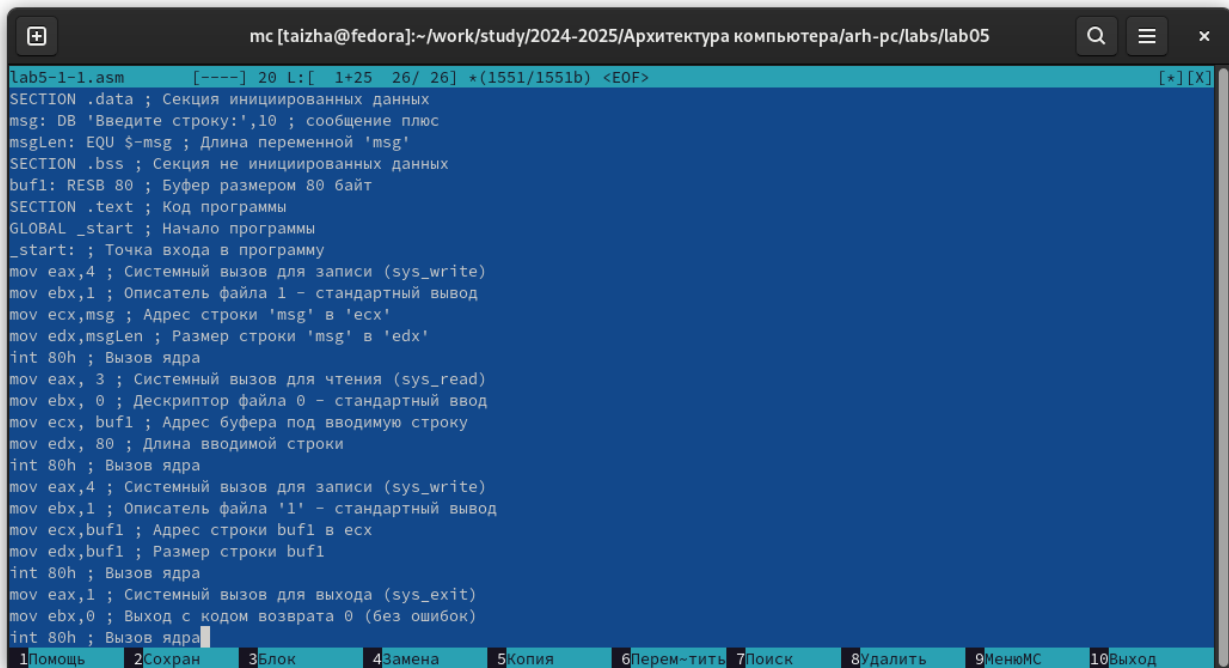 mc [taizha@fedora]:~/work/study/2024-2025/Архитектура компьютера/arh-pc/labs/lab05
lab5-1-1.asm [----] 20 L:[ 1+25 26/ 26] *(1551/1551b) <EOF> [*][X]
SECTION .data ; Секция инициированных данных
msg: DB 'Введите строку:',10 ; сообщение плюс
msgLen: EQU $-msg ; Длина переменной 'msg'
SECTION .bss ; Секция не инициированных данных
buf1: RESB 80 ; Буфер размером 80 байт
SECTION .text ; Код программы
GLOBAL _start ; Начало программы
_start: ; Точка входа в программу
mov eax,4 ; Системный вызов для записи (sys_write)
mov ebx,1 ; Описатель файла 1 - стандартный вывод
mov ecx,msg ; Адрес строки 'msg' в 'ecx'
mov edx,msgLen ; Размер строки 'msg' в 'edx'
int 80h ; Вызов ядра
mov eax, 3 ; Системный вызов для чтения (sys_read)
mov ebx, 0 ; Дескриптор файла 0 - стандартный ввод
mov ecx, buf1 ; Адрес буфера под вводимую строку
mov edx, 80 ; Длина вводимой строки
int 80h ; Вызов ядра
mov eax,4 ; Системный вызов для записи (sys_write)
mov ebx,1 ; Описатель файла '1' - стандартный вывод
mov ecx,buf1 ; Адрес строки buf1 в ecx
mov edx,buf1 ; Размер строки buf1
int 80h ; Вызов ядра
mov eax,1 ; Системный вызов для выхода (sys_exit)
mov ebx,0 ; Выход с кодом возврата 0 (без ошибок)
int 80h ; Вызов ядра
1Помощь 2Сохран 3Блок 4Замена 5Копия 6Перем~тить 7Поиск 8Удалить 9МенюMC 10Выход